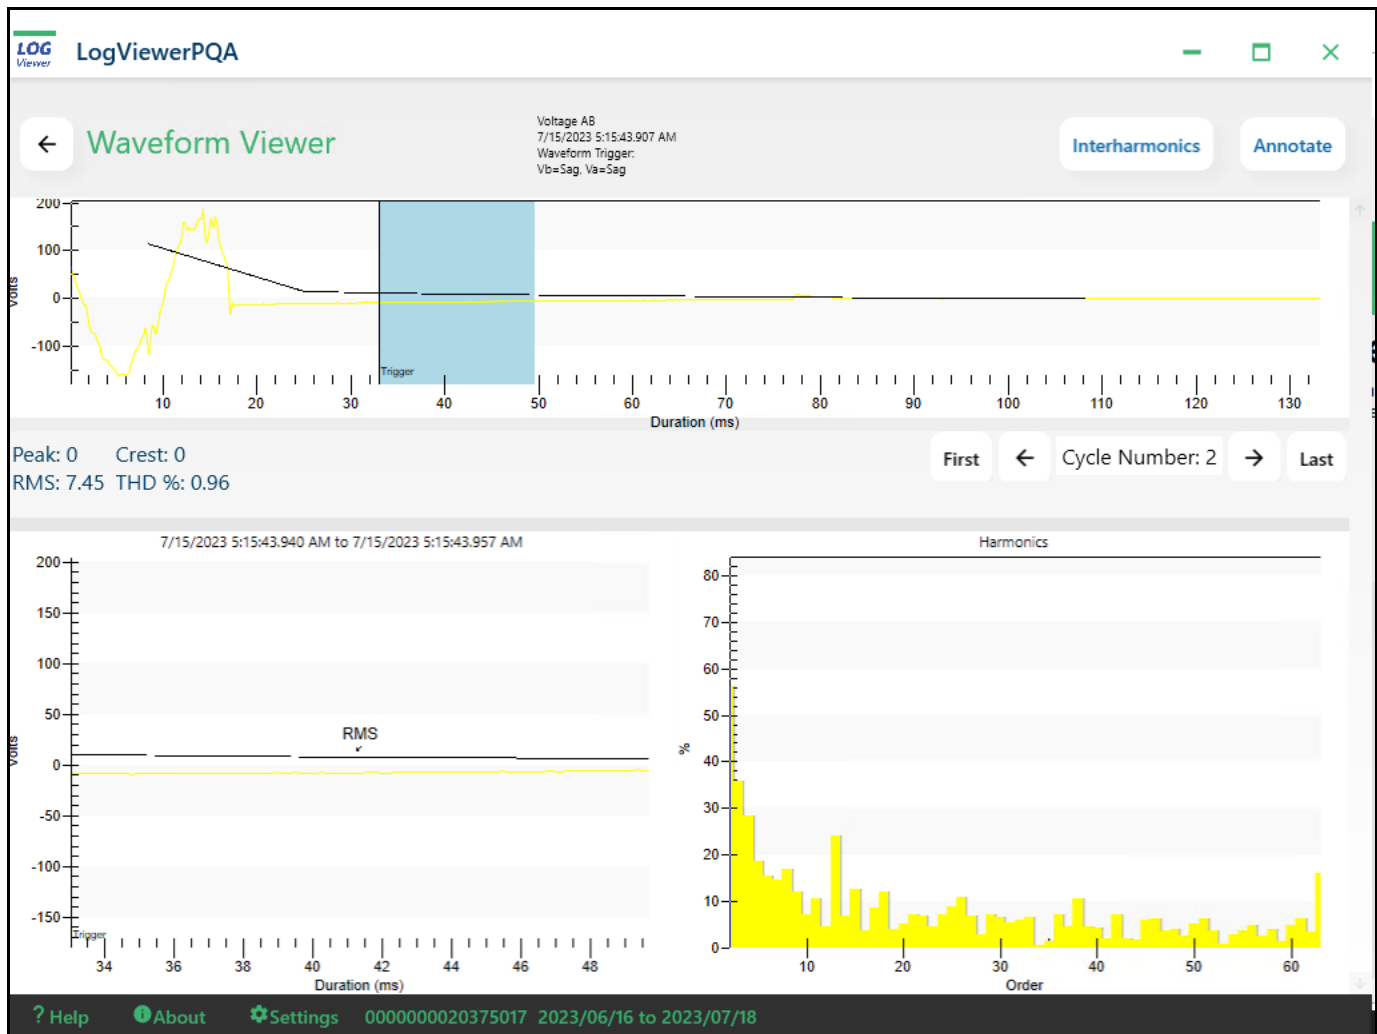 LOG
Viewer
LogViewerPQA
Waveform Viewer
Voltage AB
7/15/2023 5:15:43.907 AM
Waveform Trigger:
Vb=Sag, Va=Sag
Interharmonics
Annotate
200
100
0
-100
Volts
Trigger
10 20 30 40 50 60 70 80 90 100 110 120 130
Duration (ms)
Peak: 0 Crest: 0
RMS: 7.45 THD %: 0.96
First
Cycle Number: 2
Last
7/15/2023 5:15:43.940 AM to 7/15/2023 5:15:43.957 AM
200
150
100
50
0
-50
-100
-150
Volts
RMS
Trigger
34 36 38 40 42 44 46 48
Duration (ms)
Harmonics
80
70
60
50
40
30
20
10
0
%
10 20 30 40 50 60
Order
? Help
About
Settings
0000000020375017 2023/06/16 to 2023/07/18